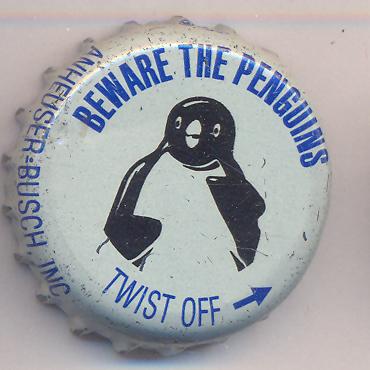 BEWARE THE PENGUINS
TWIST OFF
ANHEUSER-BUSCH, INC